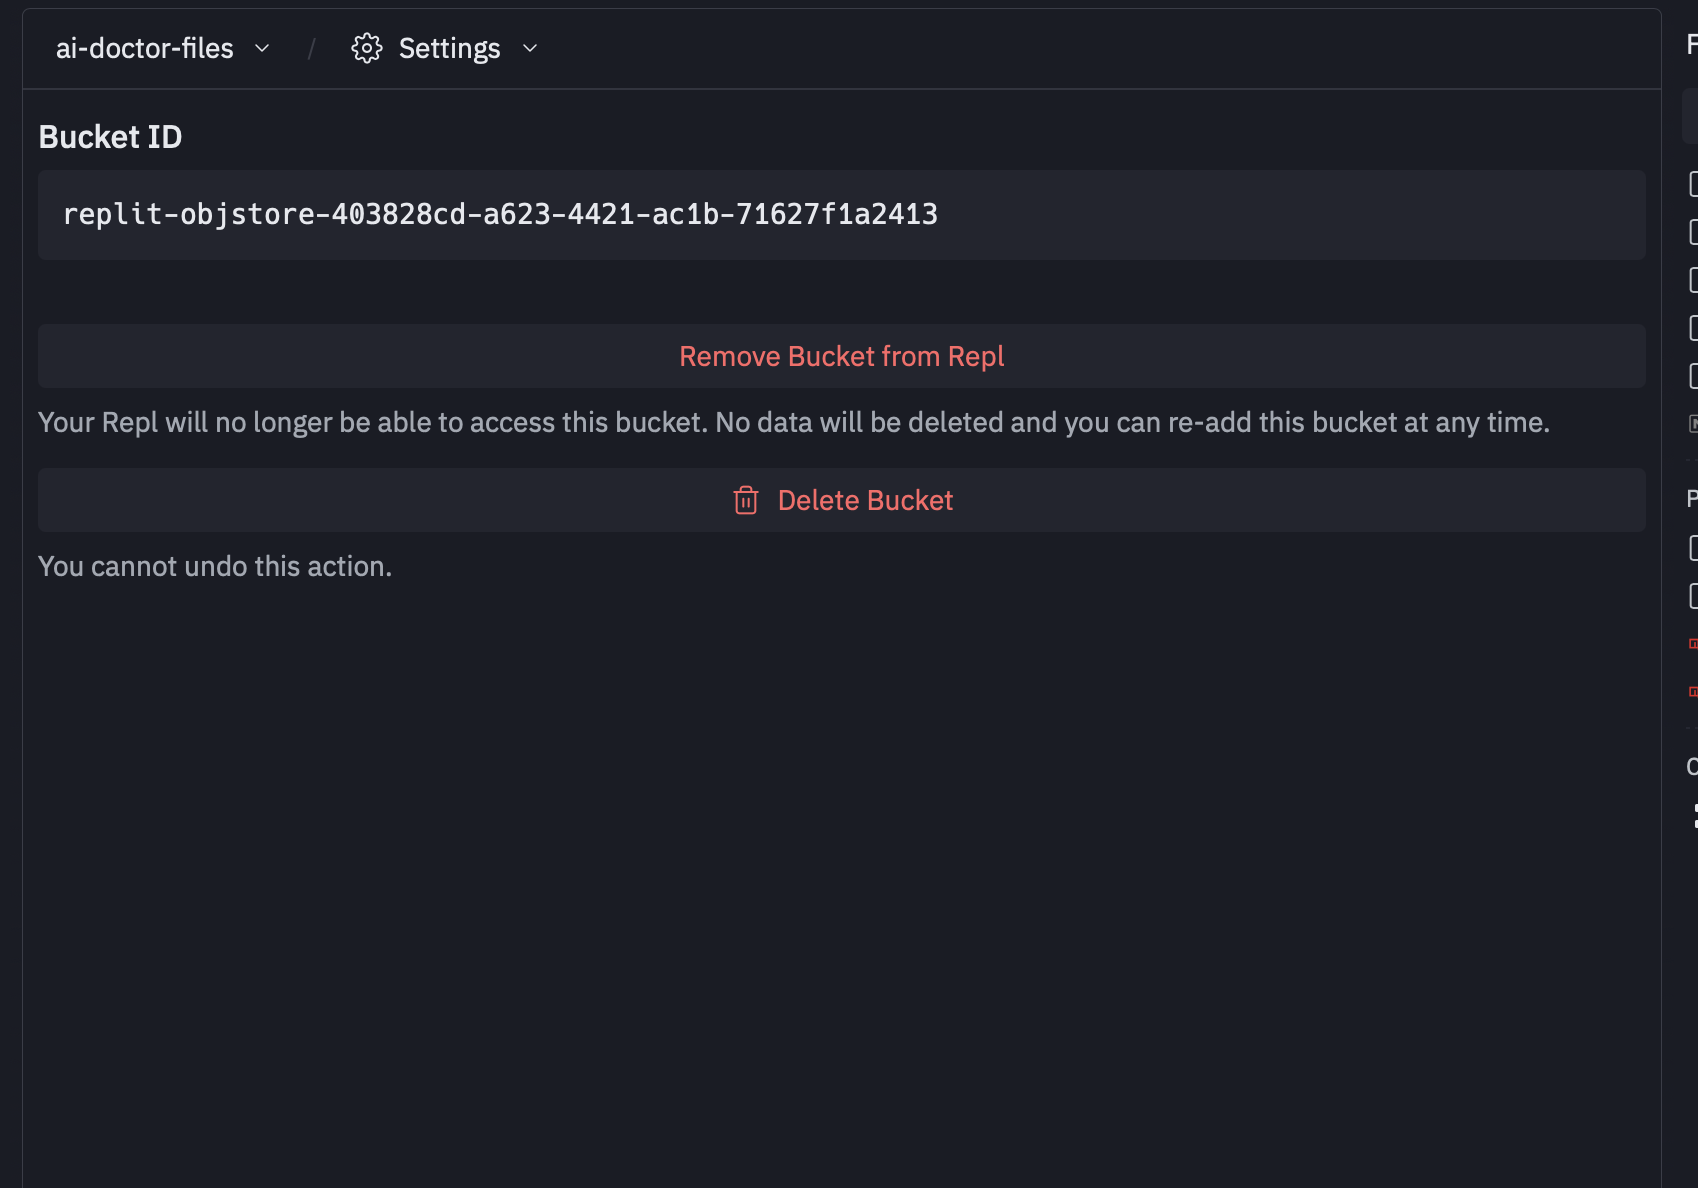 ai-doctor-files / Settings
Bucket ID
replit-objstore-403828cd-a623-4421-ac1b-71627f1a2413
Remove Bucket from Repl
Your Repl will no longer be able to access this bucket. No data will be deleted and you can re-add this bucket at any time.
Delete Bucket
You cannot undo this action.